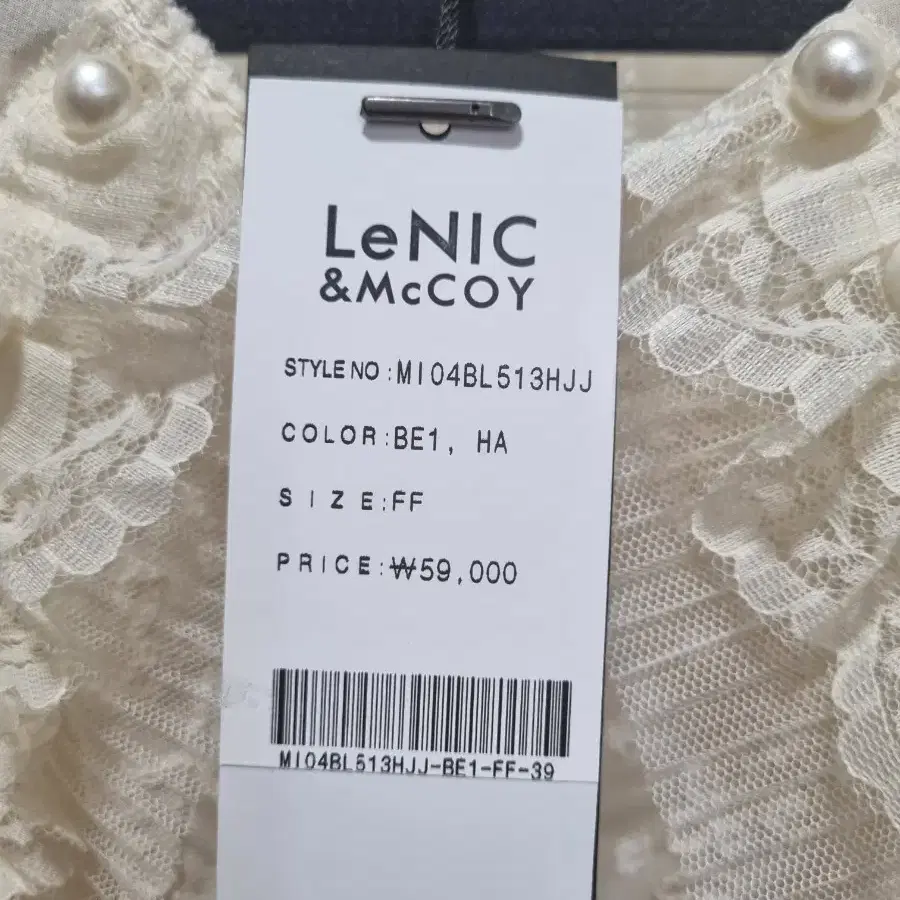 LeNIC
&McCOY
STYLE NO :MI04BL513HJJ
COLOR:BE1, HA
SIZE:FF
PRICE:₩59,000
MI04BL513HJJ-BE1-FF-39